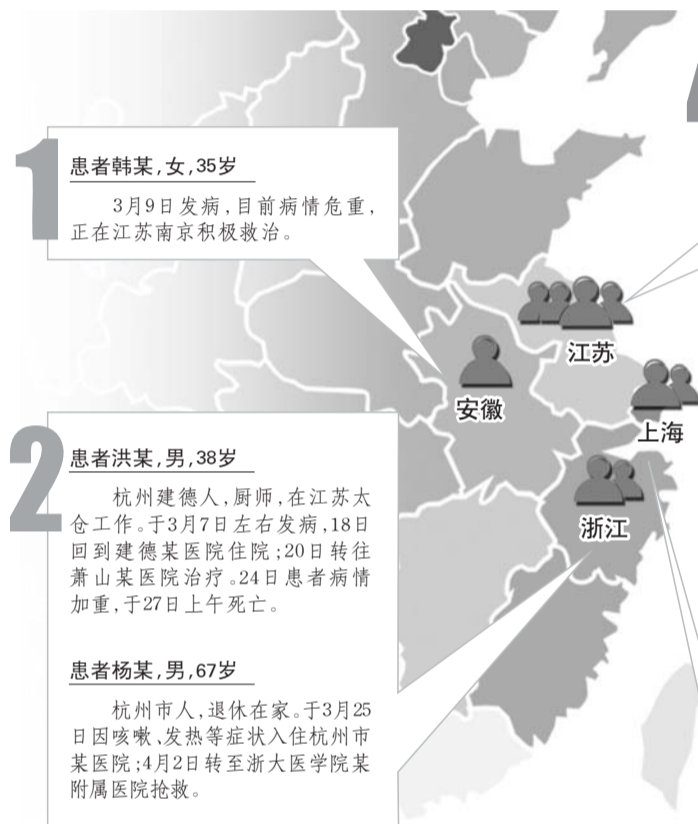 1
患者韩某,女,35岁
3月9日发病,目前病情危重,
正在江苏南京积极救治。
2
患者洪某,男,38岁
杭州建德人,厨师,在江苏太
仓工作。于3月7日左右发病,18日
回到建德某医院住院;20日转往
萧山某医院治疗。24日患者病情
加重,于27日上午死亡。
患者杨某,男,67岁
杭州市人,退休在家。于3月25
日因咳嗽、发热等症状入住杭州市
某医院;4月2日转至浙大医学院某
附属医院抢救。
江苏
安徽
上海
浙江